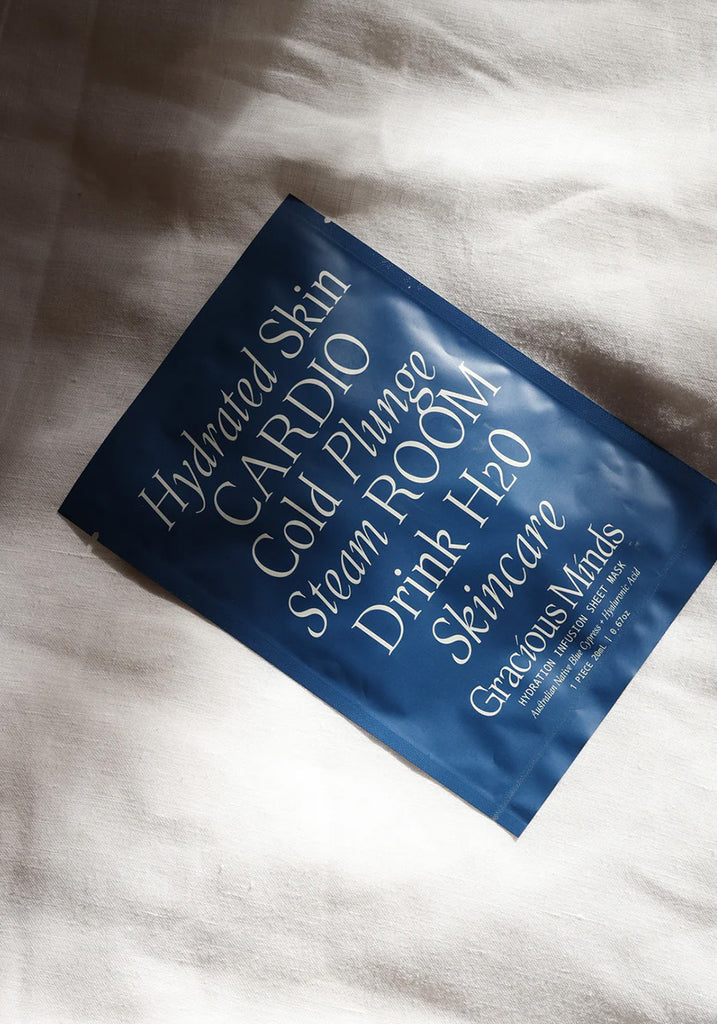 Hydrated Skin
CARDIO
Cold Plunge
Steam ROOM
Drink H2O
Skincare
Gracious Minds
HYDRATION INFUSION SHEET MASK
Australian Native Blue Cypress + Hyaluronic Acid
1 PIECE 20mL | 0.67oz